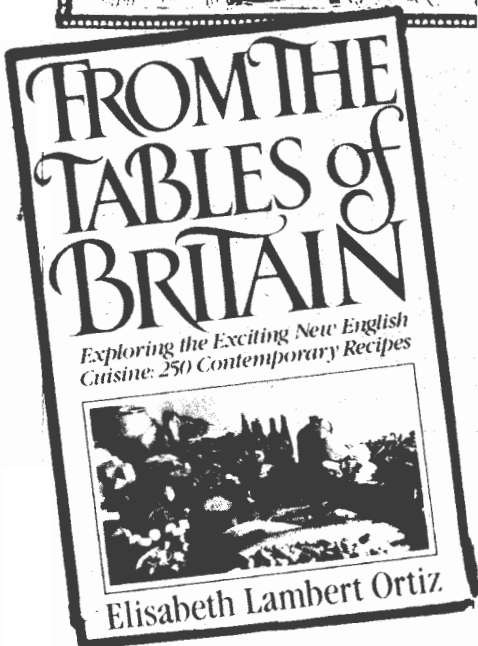 FROM THE
TABLES of
BRITAIN
Exploring the Exciting New English
Cuisine: 250 Contemporary Recipes
Elisabeth Lambert Ortiz